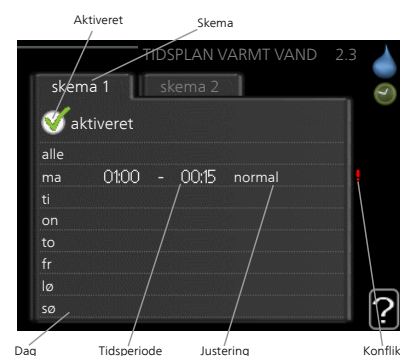 Aktiveret
Skema
TIDSPLAN VARMT VAND 2.3
skema 1 skema 2
aktiveret
alle
ma 01:00 - 00:15 normal !
ti
on
to
fr
lø
sø
?
Dag Tidsperiode Justering Konflik